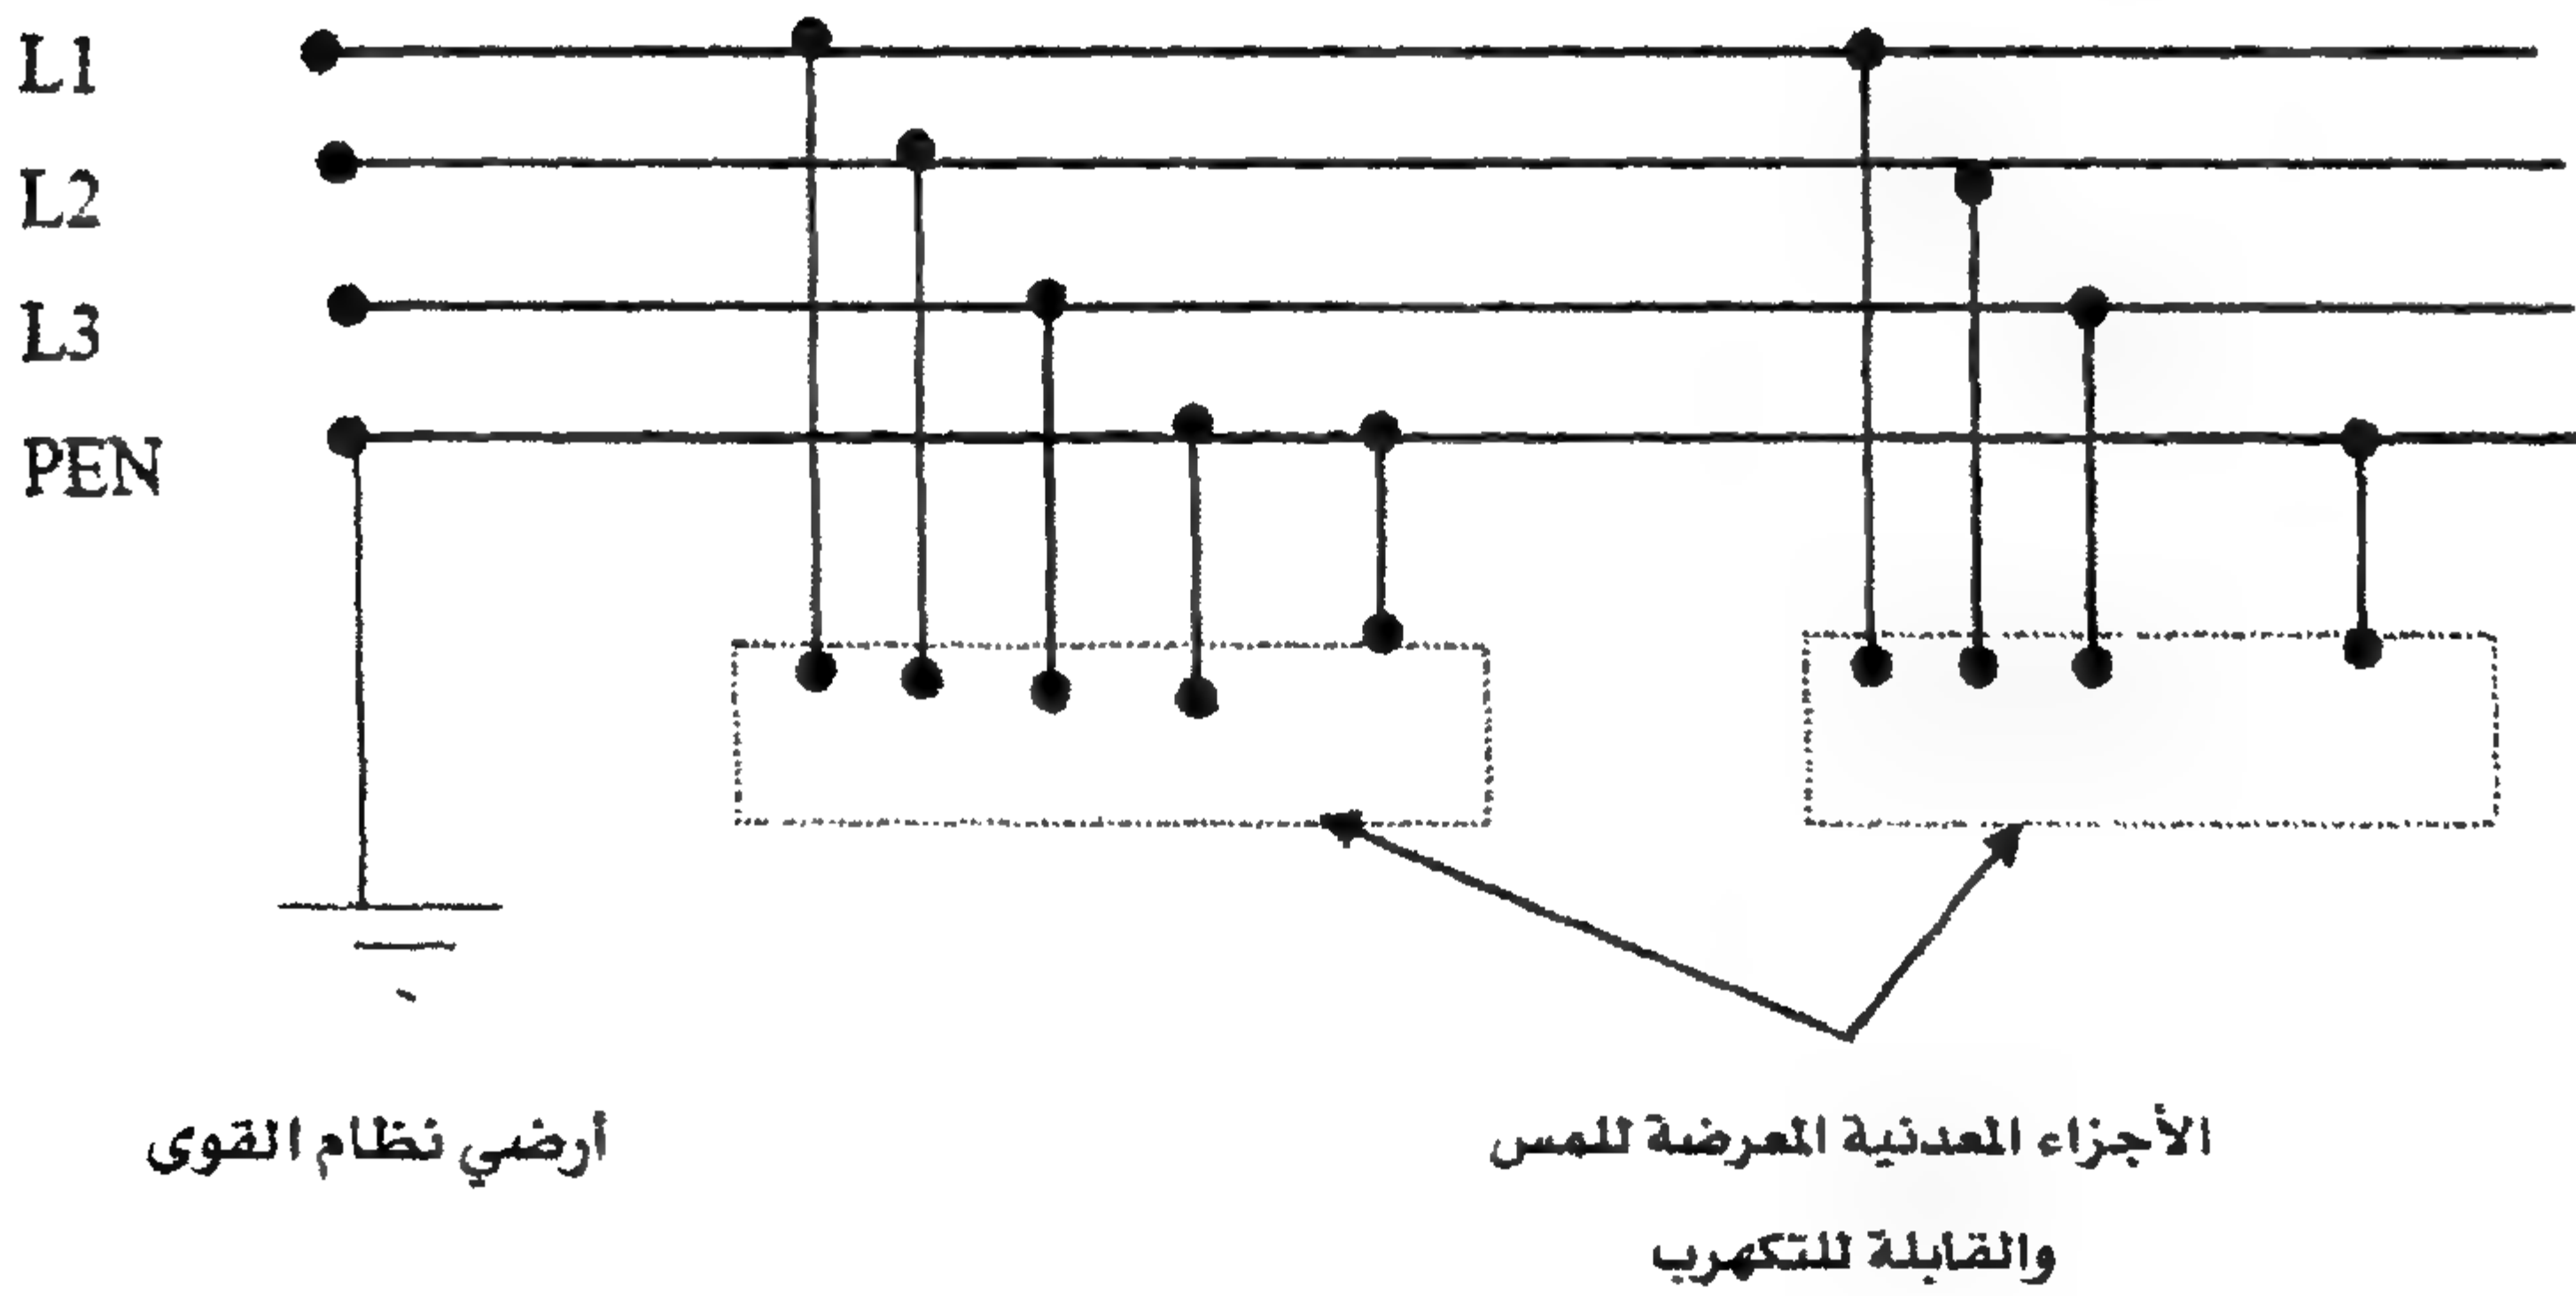 L1
L2
L3
PEN
أرضي نظام القوى
الأجزاء المعدنية المعرضة للمس
والقابلة للتكهرب